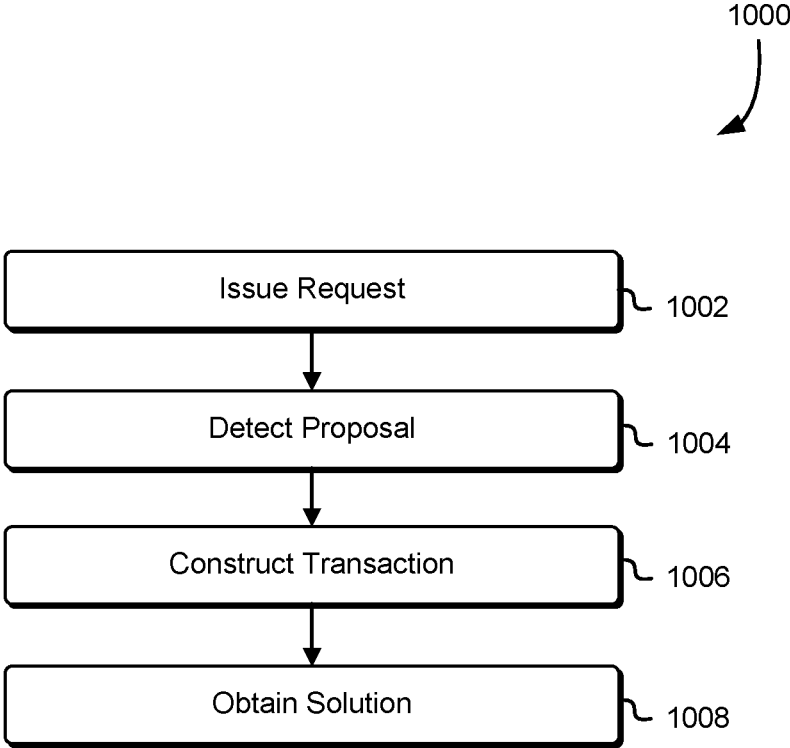 1000
Issue Request
1002
Detect Proposal
1004
Construct Transaction
1006
Obtain Solution
1008